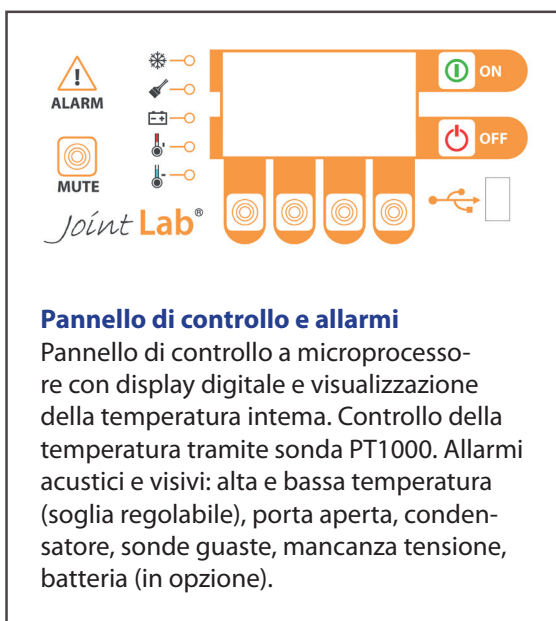 ALARM
MUTE
Joint Lab®
ON
OFF
Pannello di controllo e allarmi
Pannello di controllo a microprocesso-
re con display digitale e visualizzazione
della temperatura intema. Controllo della
temperatura tramite sonda PT1000. Allarmi
acustici e visivi: alta e bassa temperatura
(soglia regolabile), porta aperta, conden-
satore, sonde guaste, mancanza tensione,
batteria (in opzione).